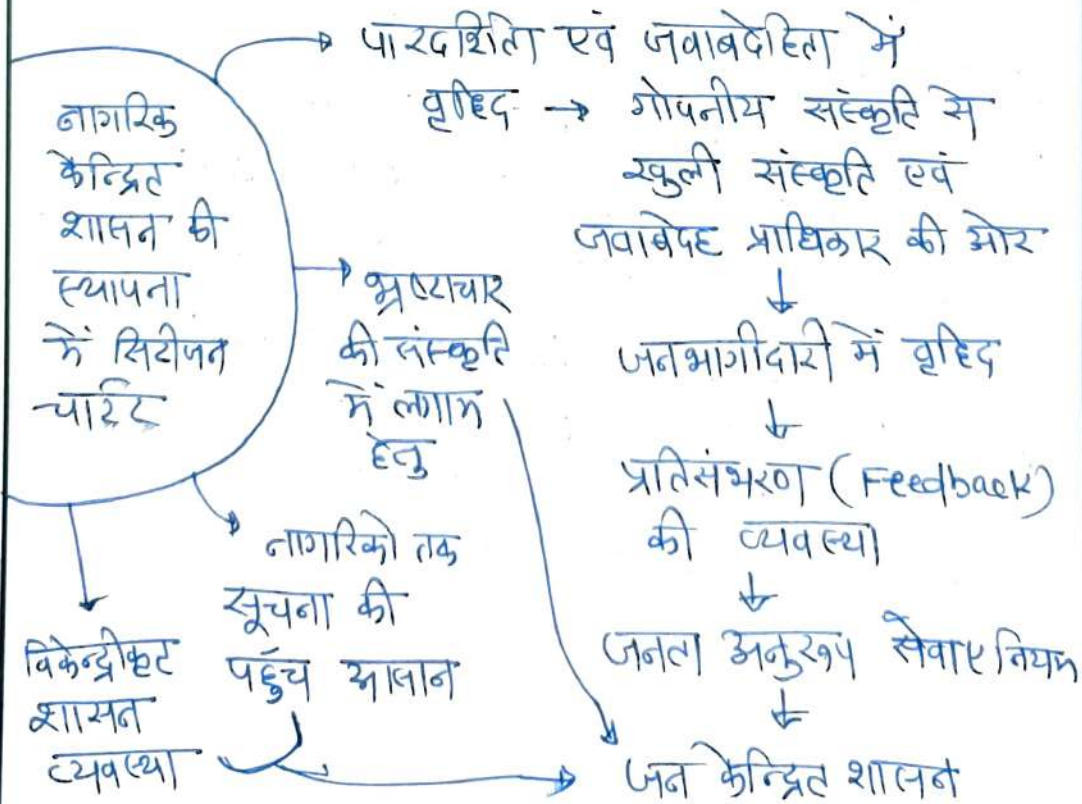 नागरिक
केन्द्रित
शासन की
स्थापना
में सिटीजन
चार्टर
पारदर्शिता एवं जवाबदेहिता में
वृद्धि → गोपनीय संस्कृति से
खुली संस्कृति एवं
जवाबदेह प्राधिकार की ओर
↓
जनभागीदारी में वृद्धि
↓
प्रतिसंभरण (Feedback)
की व्यवस्था
↓
जनता अनुरूप सेवाए नियम
↓
जन केन्द्रित शासन
भ्रष्टाचार
की संस्कृति
में लगाम
हेतु
नागरिको तक
सूचना की
पहुँच आसान
विकेन्द्रीकृत
शासन
व्यवस्था